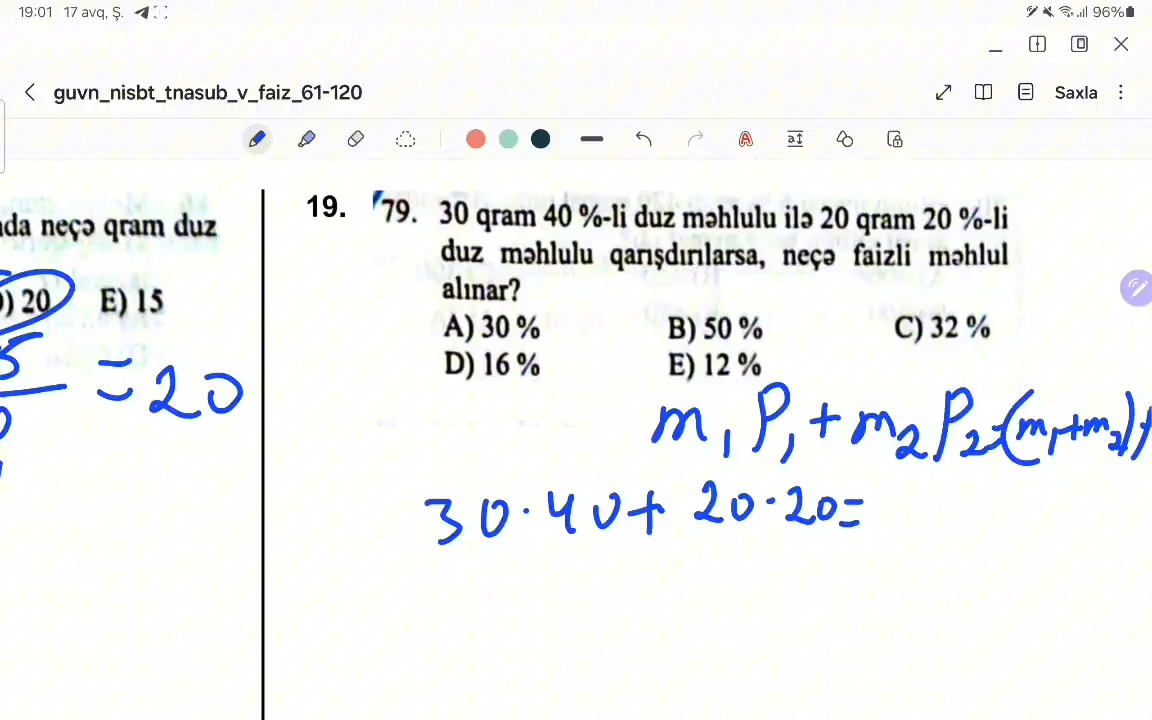 19:01 17 avq, Ş. 96%
guvn_nisbt_tnasub_v_faiz_61-120 Saxla
nda neçə qram duz
) 20 E) 15
= 20
19. 79. 30 qram 40 %-li duz məhlulu ilə 20 qram 20 %-li
duz məhlulu qarışdırılarsa, neçə faizli məhlul
alınar?
A) 30 % B) 50 % C) 32 %
D) 16 % E) 12 %
m₁P₁+m₂P₂=(m₁+m₂)
30·40+20·20=